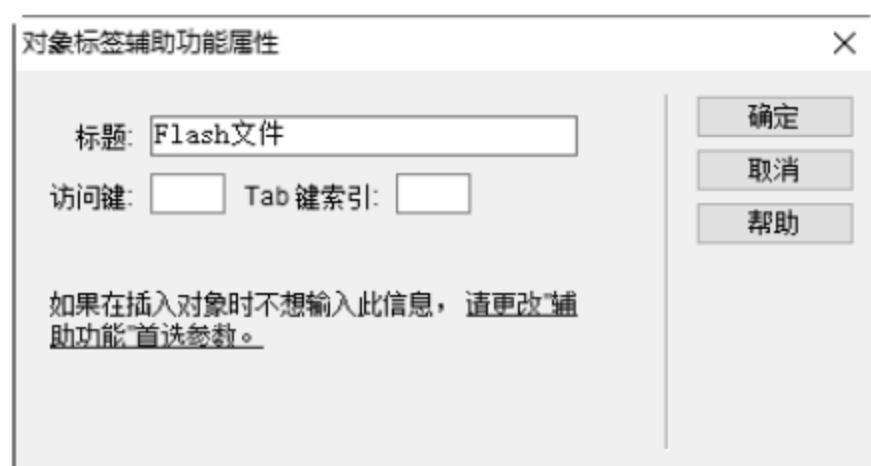 对象标签辅助功能属性
标题: Flash文件
确定
访问键: Tab 键索引:
取消
帮助
如果在插入对象时不想输入此信息，请更改"辅
助功能"首选参数。